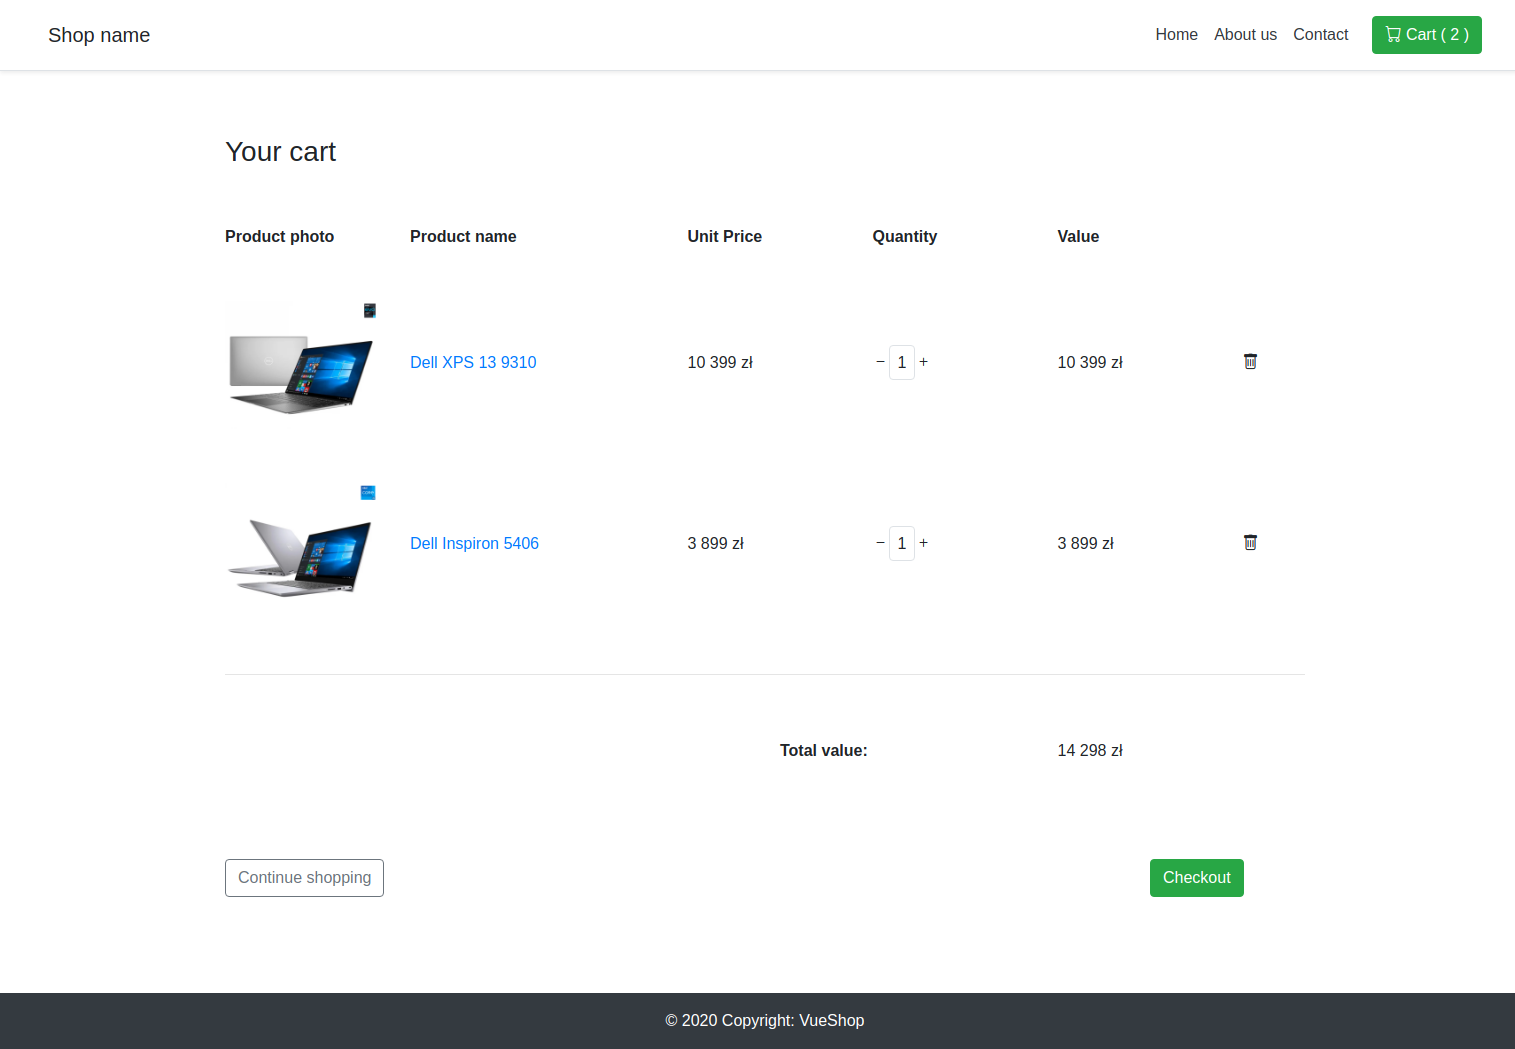 Shop name
Home About us Contact Cart ( 2 )
Your cart
Product photo Product name Unit Price Quantity Value
Dell XPS 13 9310 10 399 zł − 1 + 10 399 zł
Dell Inspiron 5406 3 899 zł − 1 + 3 899 zł
Total value: 14 298 zł
Continue shopping Checkout
© 2020 Copyright: VueShop